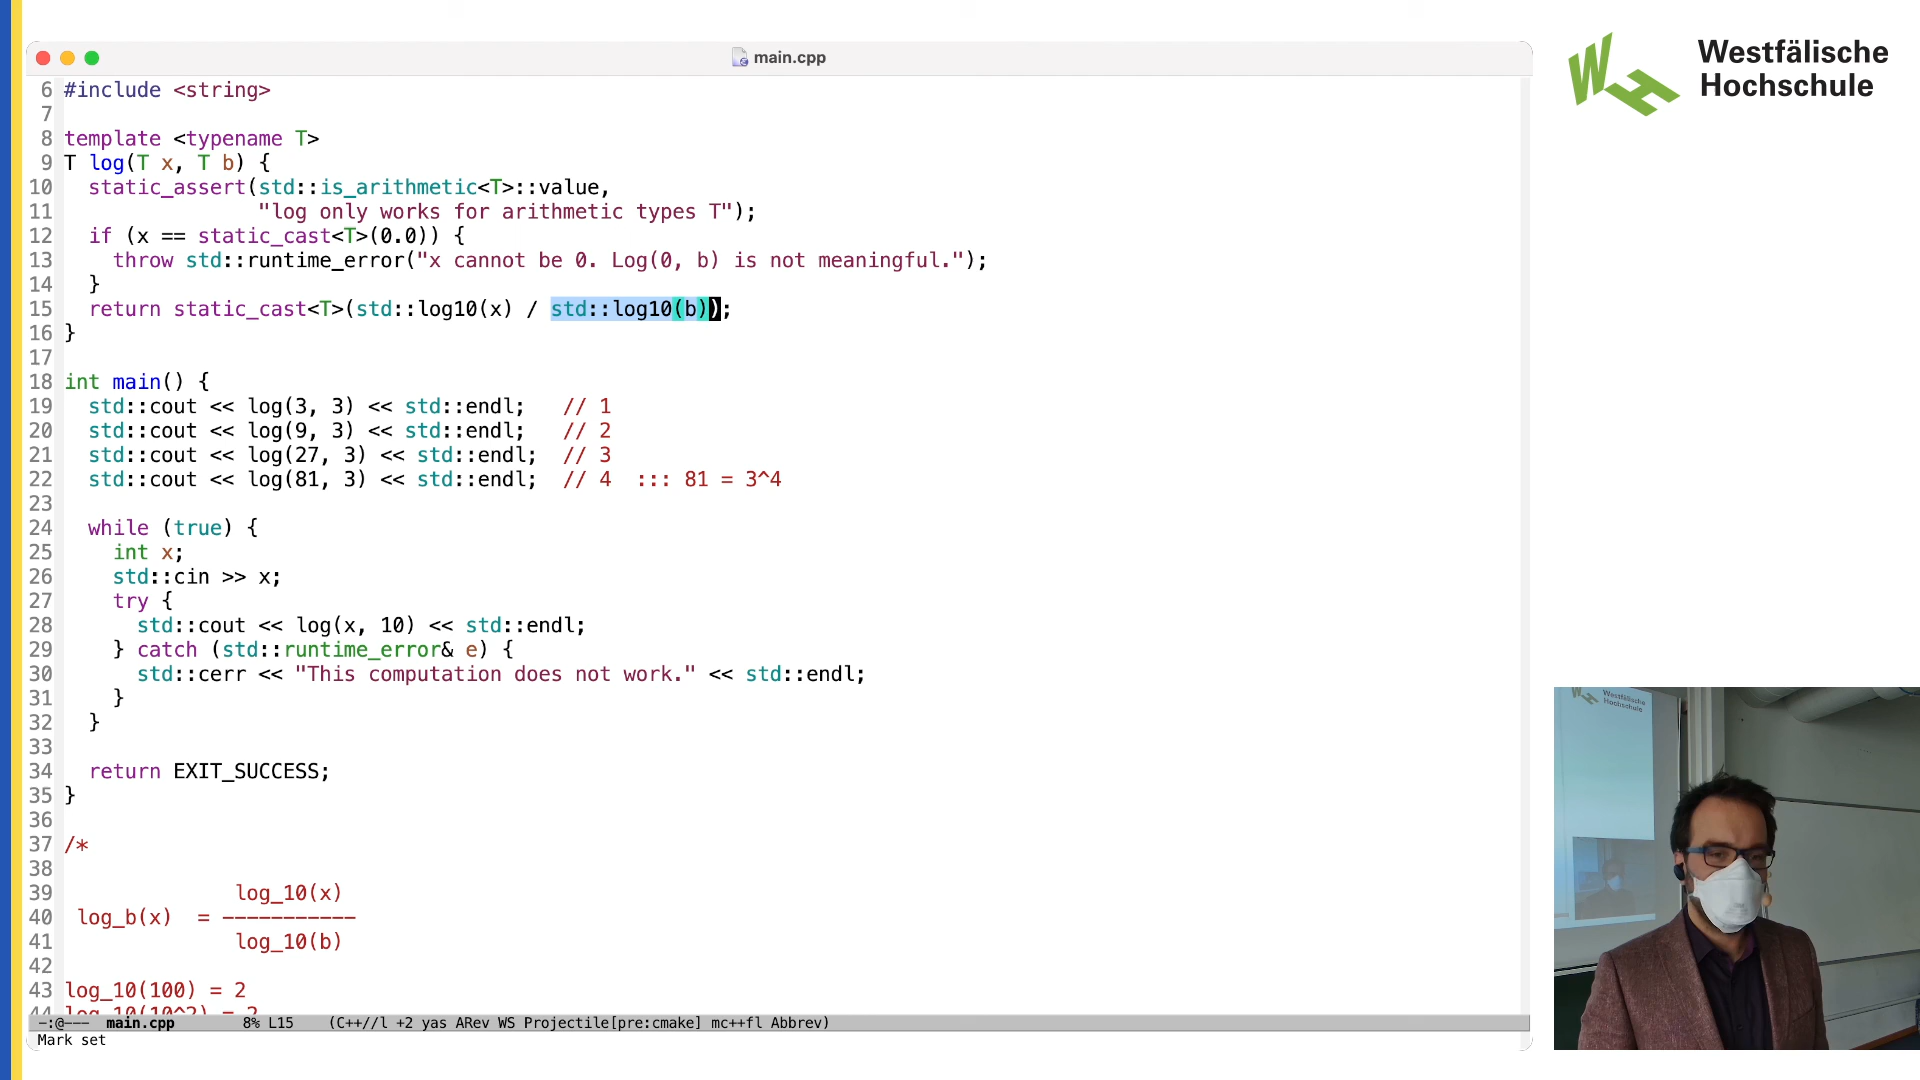 main.cpp
Westfälische
Hochschule
6 #include <string>
7
8 template <typename T>
9 T log(T x, T b) {
10   static_assert(std::is_arithmetic<T>::value,
11                 "log only works for arithmetic types T");
12   if (x == static_cast<T>(0.0)) {
13     throw std::runtime_error("x cannot be 0. Log(0, b) is not meaningful.");
14   }
15   return static_cast<T>(std::log10(x) / std::log10(b));
16 }
17
18 int main() {
19   std::cout << log(3, 3) << std::endl;   // 1
20   std::cout << log(9, 3) << std::endl;   // 2
21   std::cout << log(27, 3) << std::endl;  // 3
22   std::cout << log(81, 3) << std::endl;  // 4  ::: 81 = 3^4
23
24   while (true) {
25     int x;
26     std::cin >> x;
27     try {
28       std::cout << log(x, 10) << std::endl;
29     } catch (std::runtime_error& e) {
30       std::cerr << "This computation does not work." << std::endl;
31     }
32   }
33
34   return EXIT_SUCCESS;
35 }
36
37 /*
38
39               log_10(x)
40  log_b(x)  = -----------
41               log_10(b)
42
43 log_10(100) = 2
44 log_10(10^2) = 2
-:@---  main.cpp       8% L15    (C++//l +2 yas ARev WS Projectile[pre:cmake] mc++fl Abbrev)
Mark set
Westfälische
Hochschule